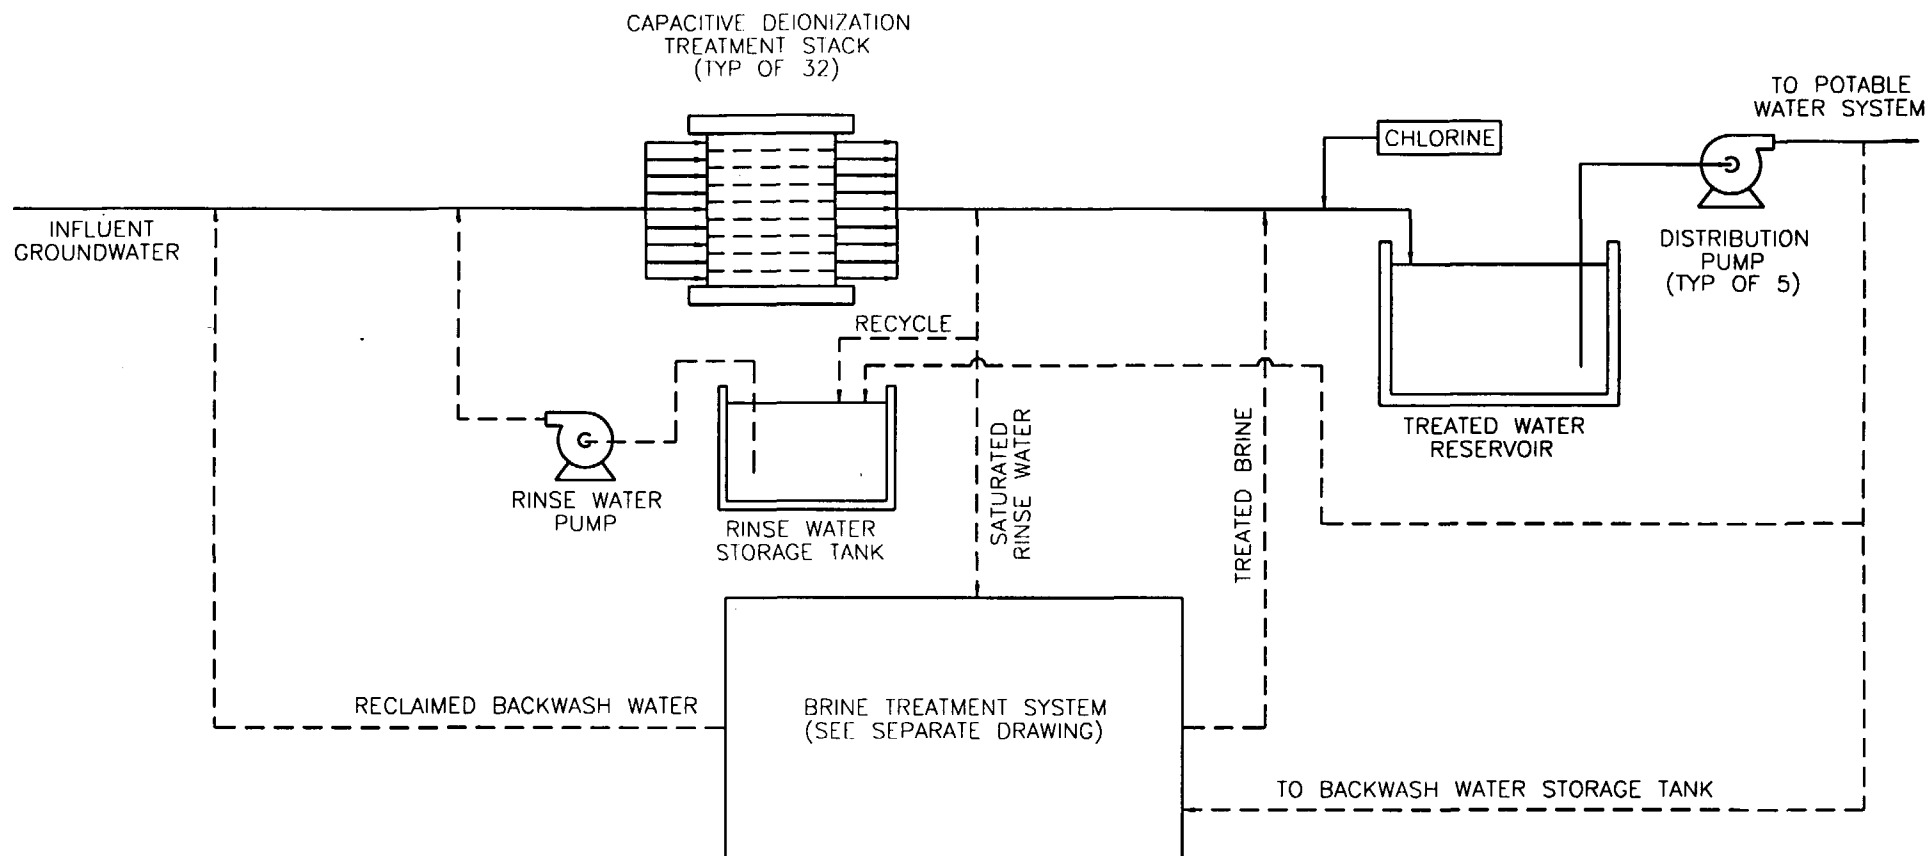 CAPACITIVE DEIONIZATION
TREATMENT STACK
(TYP OF 32)
TO POTABLE
WATER SYSTEM
CHLORINE
INFLUENT
GROUNDWATER
DISTRIBUTION
PUMP
(TYP OF 5)
RECYCLE
TREATED WATER
RESERVOIR
RINSE WATER
PUMP
RINSE WATER
STORAGE TANK
SATURATED
RINSE WATER
TREATED BRINE
RECLAIMED BACKWASH WATER
BRINE TREATMENT SYSTEM
(SEE SEPARATE DRAWING)
TO BACKWASH WATER STORAGE TANK